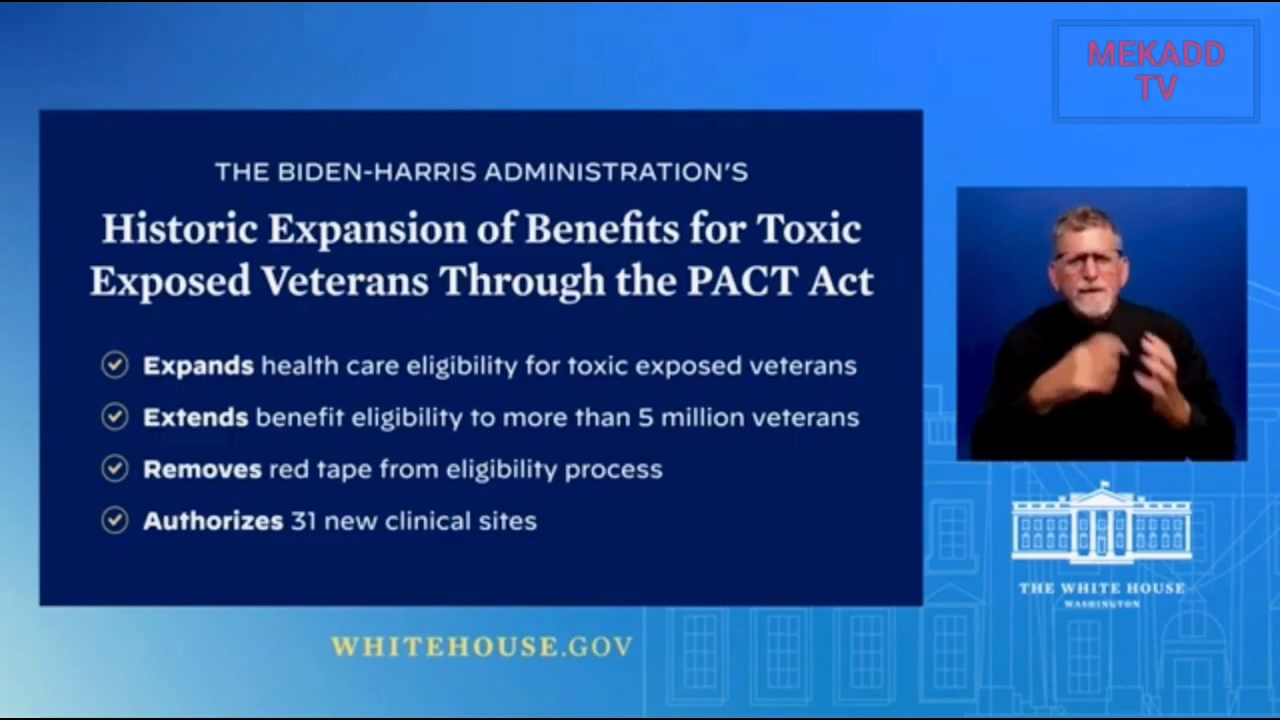 MEKADD
TV
THE BIDEN-HARRIS ADMINISTRATION'S
Historic Expansion of Benefits for Toxic
Exposed Veterans Through the PACT Act
Expands health care eligibility for toxic exposed veterans
Extends benefit eligibility to more than 5 million veterans
Removes red tape from eligibility process
Authorizes 31 new clinical sites
THE WHITE HOUSE
WASHINGTON
WHITEHOUSE.GOV